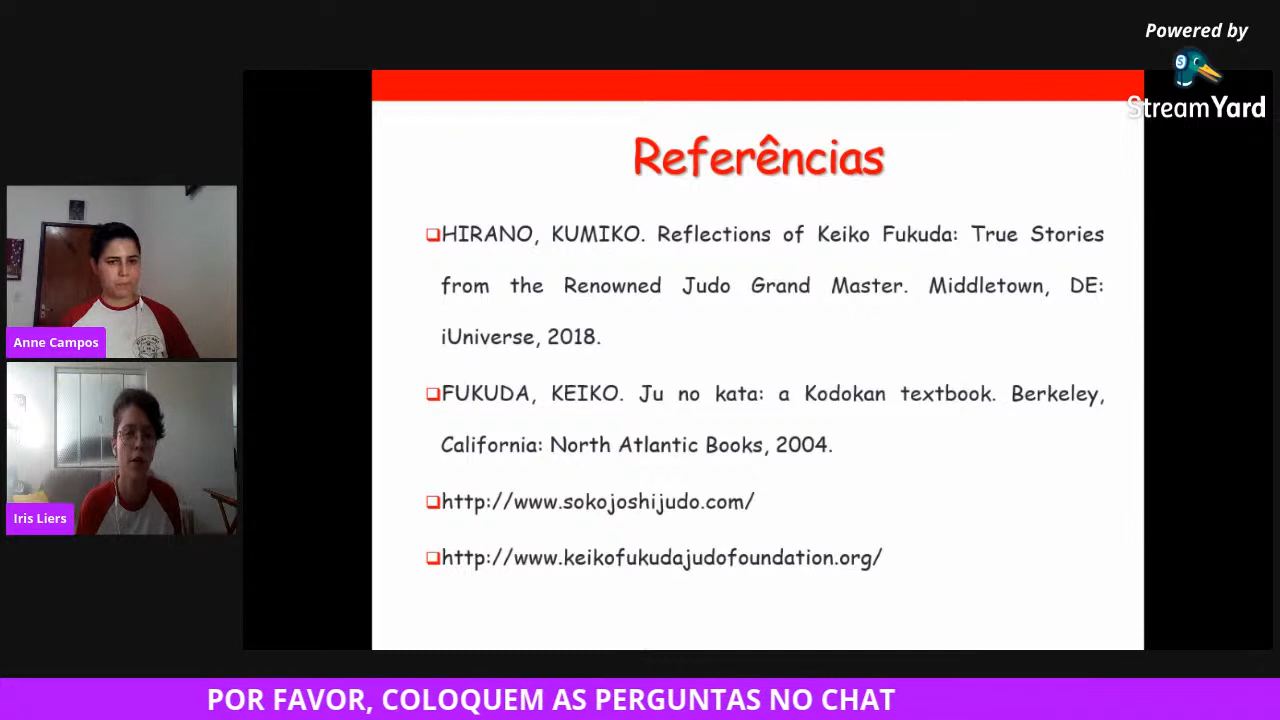 Powered by
StreamYard
Referências
HIRANO, KUMIKO. Reflections of Keiko Fukuda: True Stories
from the Renowned Judo Grand Master. Middletown, DE:
iUniverse, 2018.
FUKUDA, KEIKO. Ju no kata: a Kodokan textbook. Berkeley,
California: North Atlantic Books, 2004.
http://www.sokojoshijudo.com/
http://www.keikofukudajudofoundation.org/
Anne Campos
Iris Liers
POR FAVOR, COLOQUEM AS PERGUNTAS NO CHAT